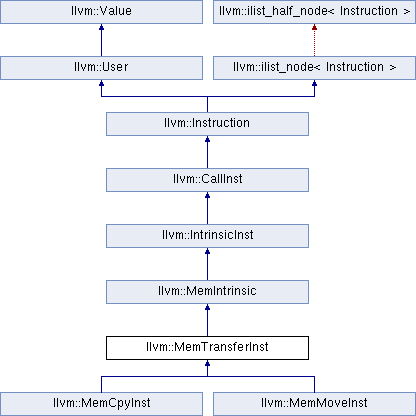 llvm::Value
llvm::ilist_half_node< Instruction >
llvm::User
llvm::ilist_node< Instruction >
llvm::Instruction
llvm::CallInst
llvm::IntrinsicInst
llvm::MemIntrinsic
llvm::MemTransferInst
llvm::MemCpyInst
llvm::MemMoveInst